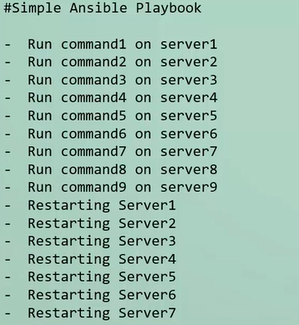 #Simple Ansible Playbook
- Run command1 on server1
- Run command2 on server2
- Run command3 on server3
- Run command4 on server4
- Run command5 on server5
- Run command6 on server6
- Run command7 on server7
- Run command8 on server8
- Run command9 on server9
- Restarting Server1
- Restarting Server2
- Restarting Server3
- Restarting Server4
- Restarting Server5
- Restarting Server6
- Restarting Server7